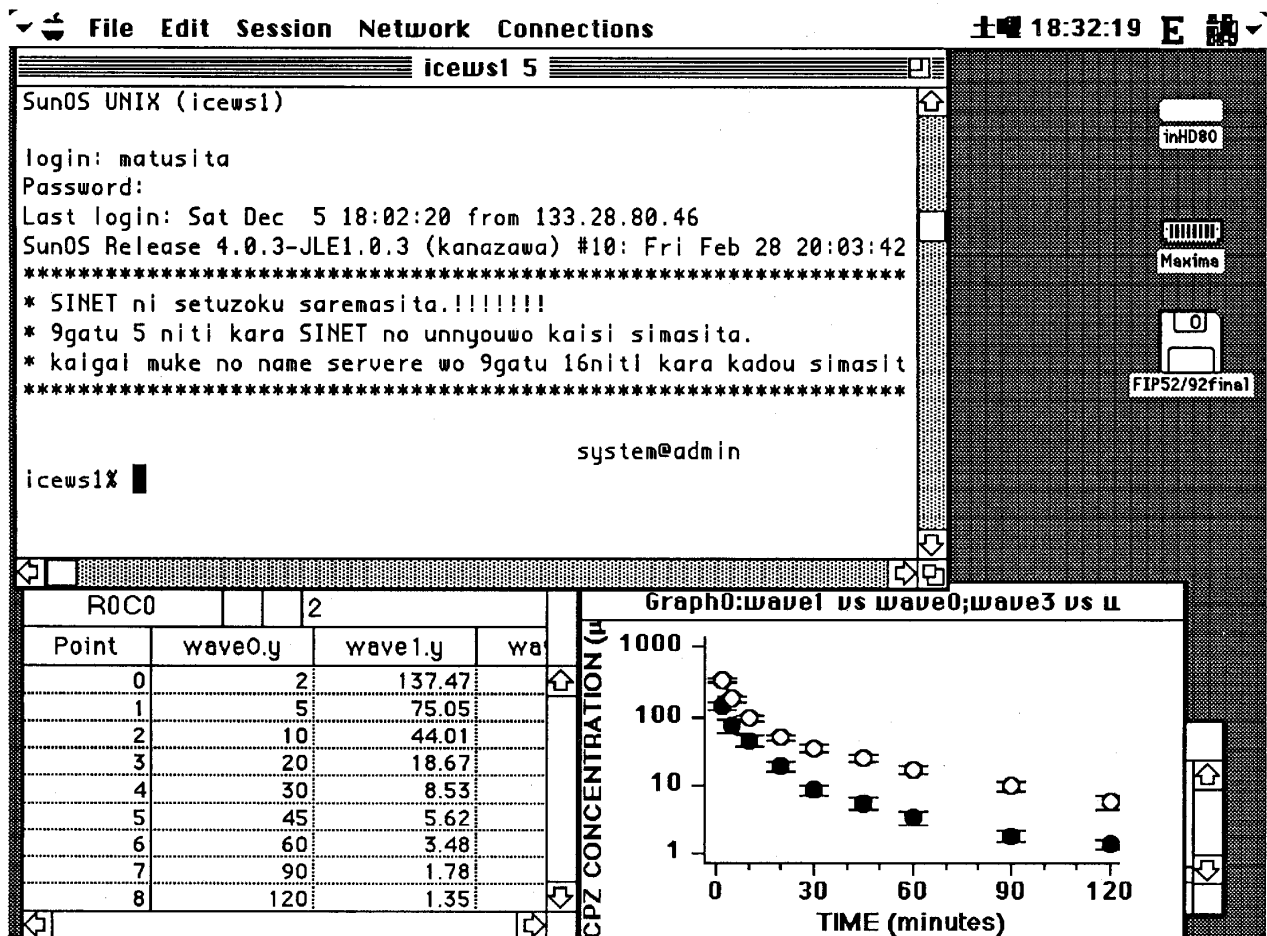 File Edit Session Network Connections
土曜 18:32:19 E
icews1 5
SunOS UNIX (icews1)
login: matusita
Password:
Last login: Sat Dec 5 18:02:20 from 133.28.80.46
SunOS Release 4.0.3-JLE1.0.3 (kanazawa) #10: Fri Feb 28 20:03:42
****************************************************************
* SINET ni setuzoku saremasita.!!!!!!!
* 9gatu 5 niti kara SINET no unnyouwo kaisi simasita.
* kaigai muke no name servere wo 9gatu 16niti kara kadou simasit
****************************************************************
system@admin
icews1%
inHD80
Maxima
0
FIP52/92final
R0C0 2
Point wave0.y wave1.y wa
0 2 137.47
1 5 75.05
2 10 44.01
3 20 18.67
4 30 8.53
5 45 5.62
6 60 3.48
7 90 1.78
8 120 1.35
Graph0:wave1 vs wave0;wave3 vs
CPZ CONCENTRATION (μ
1000
100
10
1
0 30 60 90 120
TIME (minutes)